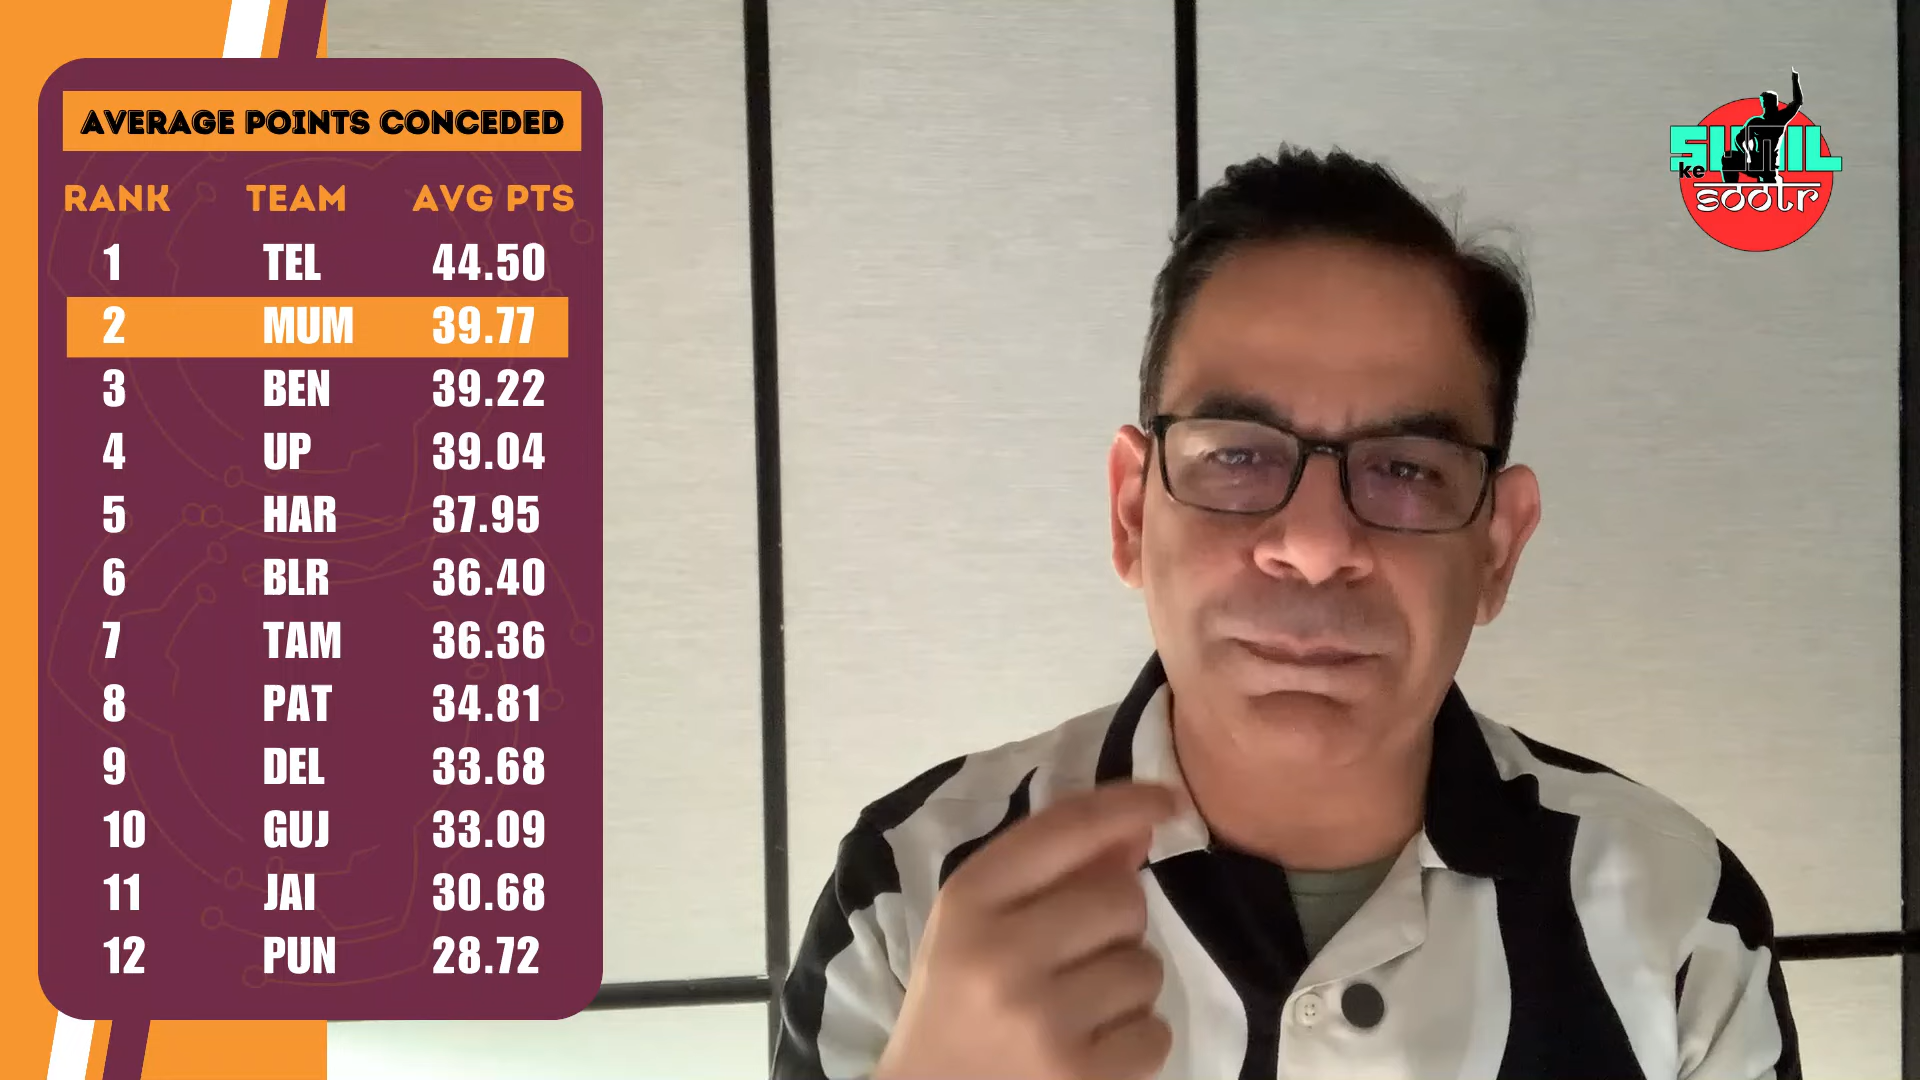 AVERAGE POINTS CONCEDED
RANK TEAM AVG PTS
1 TEL 44.50
2 MUM 39.77
3 BEN 39.22
4 UP 39.04
5 HAR 37.95
6 BLR 36.40
7 TAM 36.36
8 PAT 34.81
9 DEL 33.68
10 GUJ 33.09
11 JAI 30.68
12 PUN 28.72
SUNIL
ke
sootr